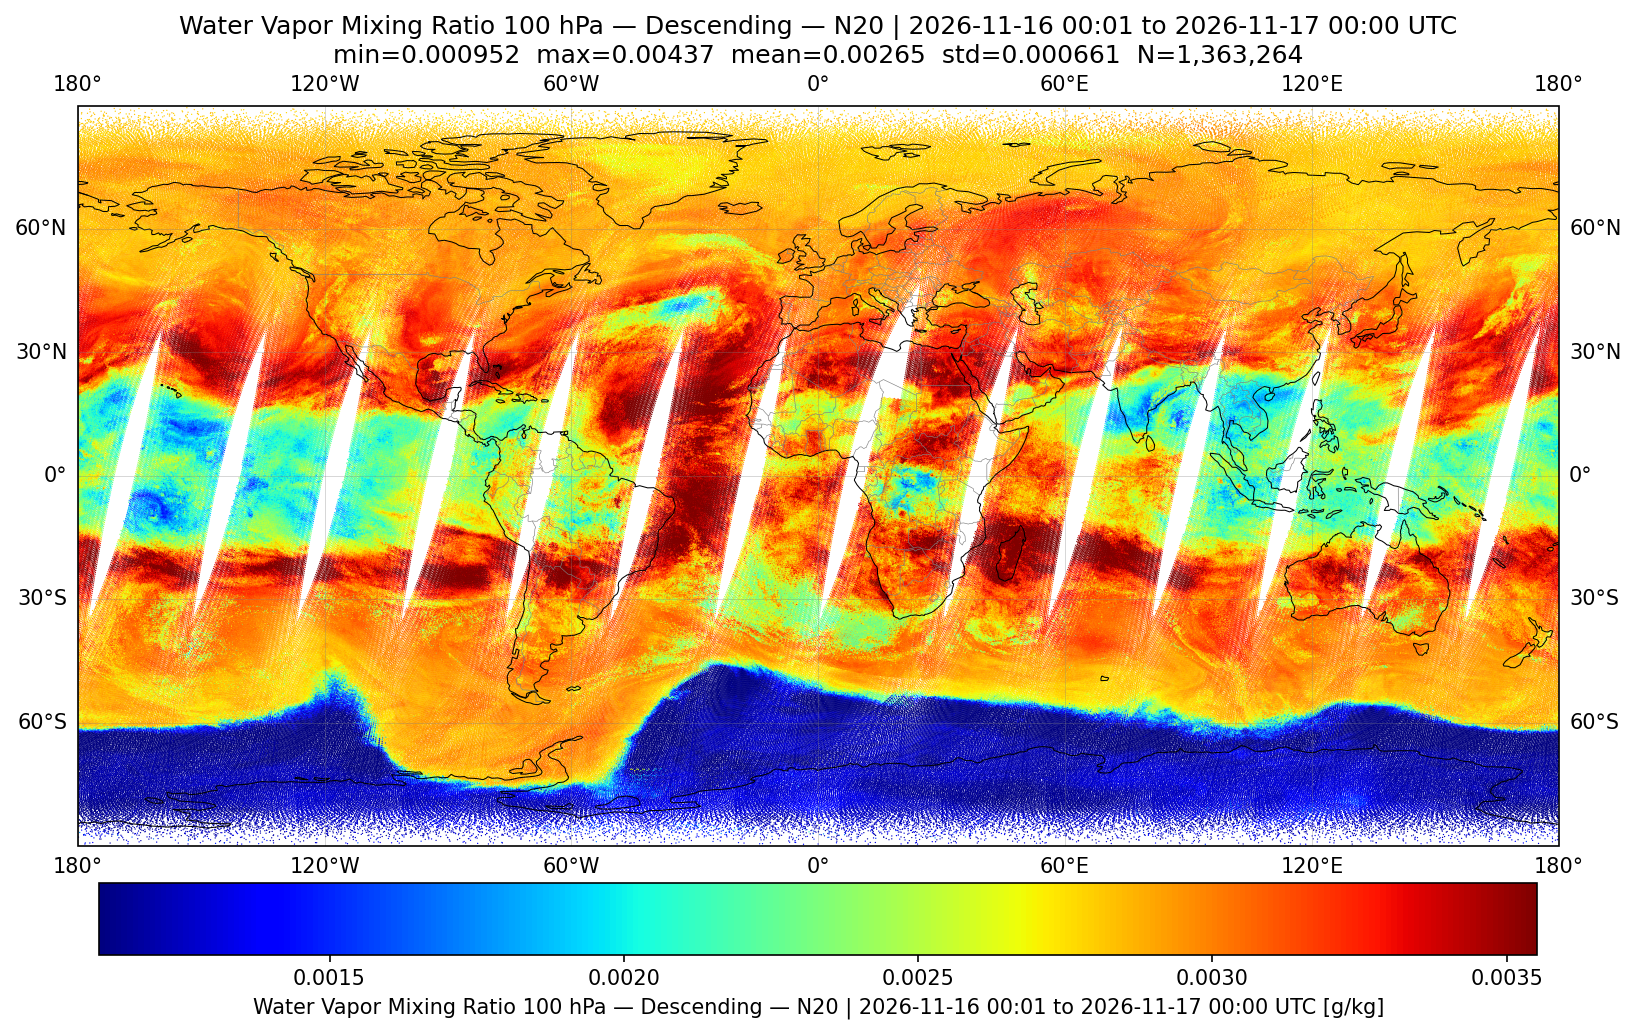 Water Vapor Mixing Ratio 100 hPa — Descending — N20 | 2026-11-16 00:01 to 2026-11-17 00:00 UTC
min=0.000952 max=0.00437 mean=0.00265 std=0.000661 N=1,363,264
180° 120°W 60°W 0° 60°E 120°E 180°
60°N 60°N
30°N 30°N
0° 0°
30°S 30°S
60°S 60°S
180° 120°W 60°W 0° 60°E 120°E 180°
0.0015 0.0020 0.0025 0.0030 0.0035
Water Vapor Mixing Ratio 100 hPa — Descending — N20 | 2026-11-16 00:01 to 2026-11-17 00:00 UTC [g/kg]